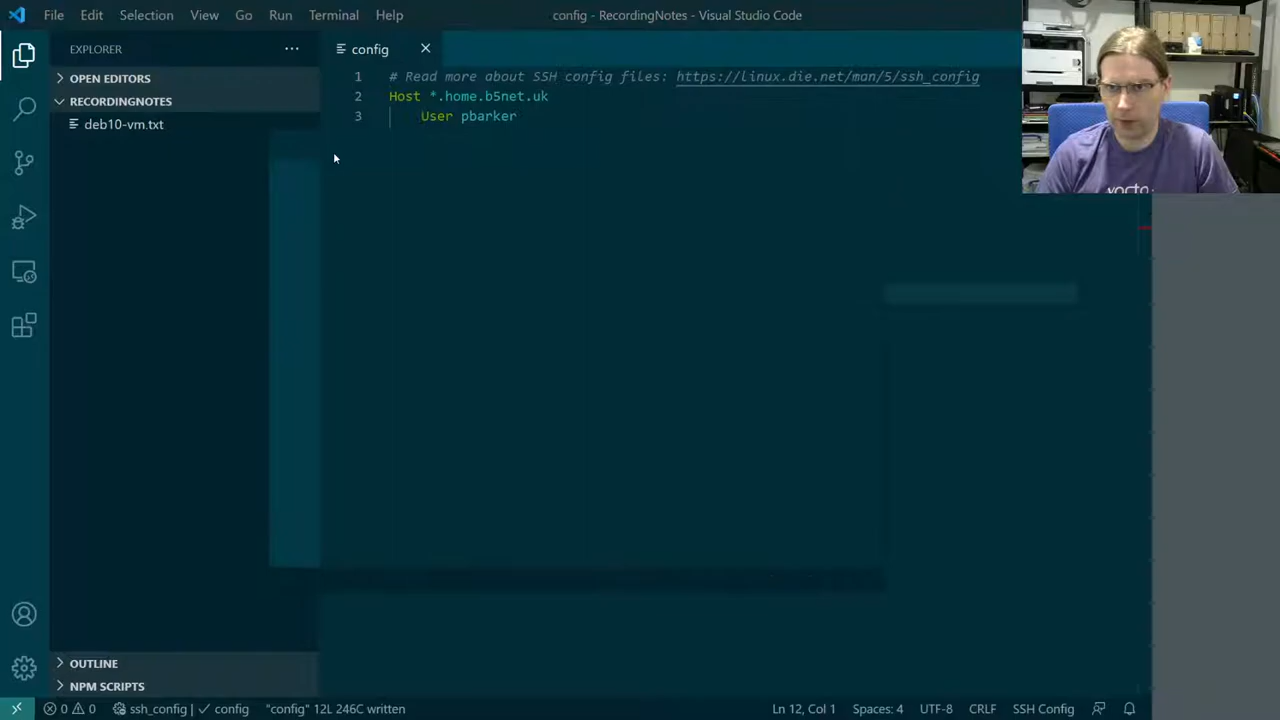 File Edit Selection View Go Run Terminal Help config - RecordingNotes - Visual Studio Code
EXPLORER
OPEN EDITORS
RECORDINGNOTES
deb10-vm.txt
OUTLINE
NPM SCRIPTS
config
1 # Read more about SSH config files: https://linux.die.net/man/5/ssh_config
2 Host *.home.b5net.uk
3 User pbarker
yocto
0 0 ssh_config | config "config" 12L 246C written Ln 12, Col 1 Spaces: 4 UTF-8 CRLF SSH Config